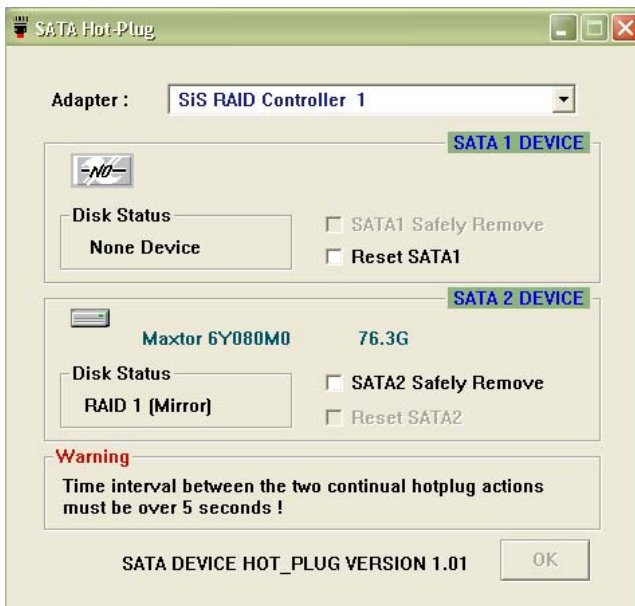 SATA Hot-Plug
Adapter :
SiS RAID Controller 1
SATA 1 DEVICE
-NO-
Disk Status
None Device
SATA1 Safely Remove
Reset SATA1
SATA 2 DEVICE
Maxtor 6Y080M0 76.3G
Disk Status
RAID 1 (Mirror)
SATA2 Safely Remove
Reset SATA2
Warning
Time interval between the two continual hotplug actions
must be over 5 seconds !
SATA DEVICE HOT_PLUG VERSION 1.01
OK